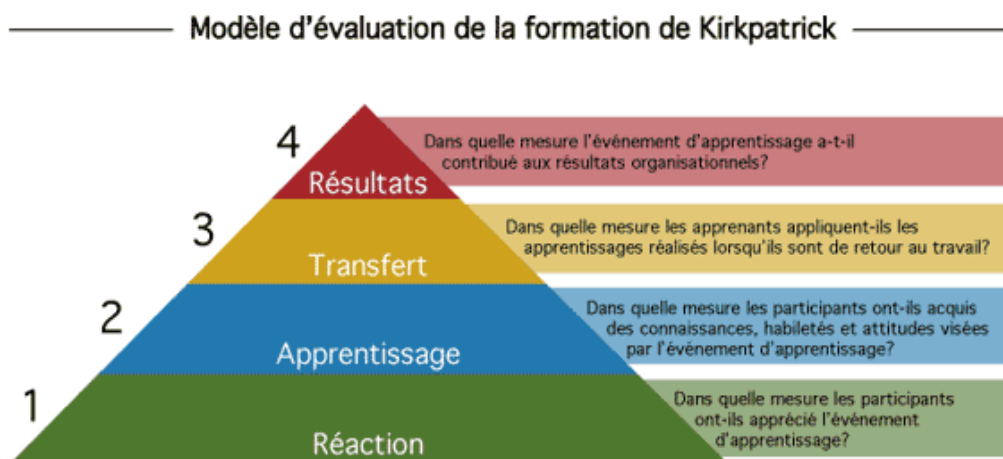 Modèle d'évaluation de la formation de Kirkpatrick
4
Résultats
Dans quelle mesure l'événement d'apprentissage a-t-il
contribué aux résultats organisationnels?
3
Transfert
Dans quelle mesure les apprenants appliquent-ils les
apprentissages réalisés lorsqu'ils sont de retour au travail?
2
Apprentissage
Dans quelle mesure les participants ont-ils acquis
des connaissances, habiletés et attitudes visées
par l'événement d'apprentissage?
1
Réaction
Dans quelle mesure les participants
ont-ils apprécié l'événement
d'apprentissage?